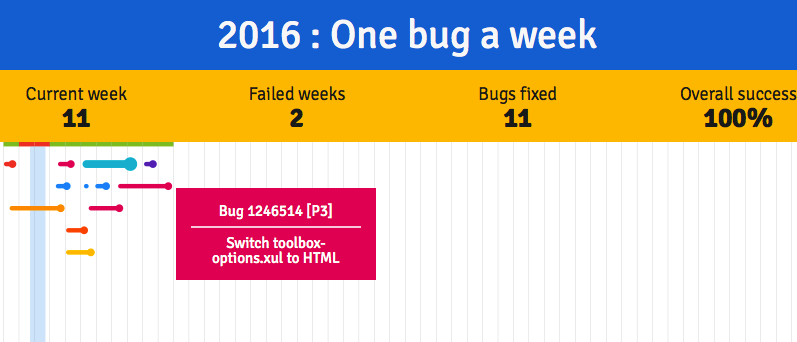 2016 : One bug a week
Current week
11
Failed weeks
2
Bugs fixed
11
Overall success
100%
Bug 1246514 [P3]
Switch toolbox-
options.xul to HTML